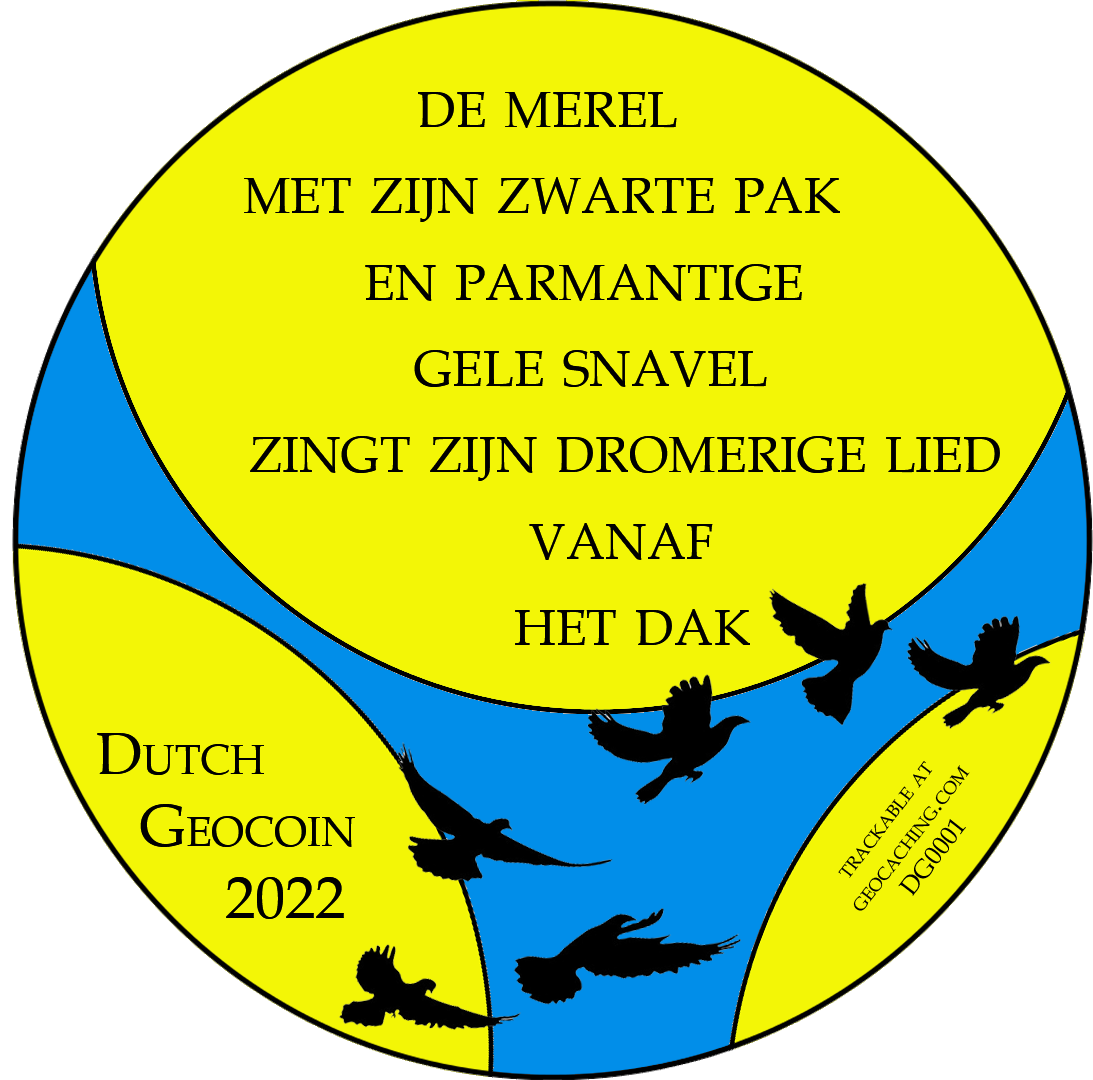 DE MEREL
MET ZIJN ZWARTE PAK
EN PARMANTIGE
GELE SNAVEL
ZINGT ZIJN DROMERIGE LIED
VANAF
HET DAK
DUTCH
GEOCOIN
2022
TRACKABLE AT
GEOCACHING.COM
DG0001